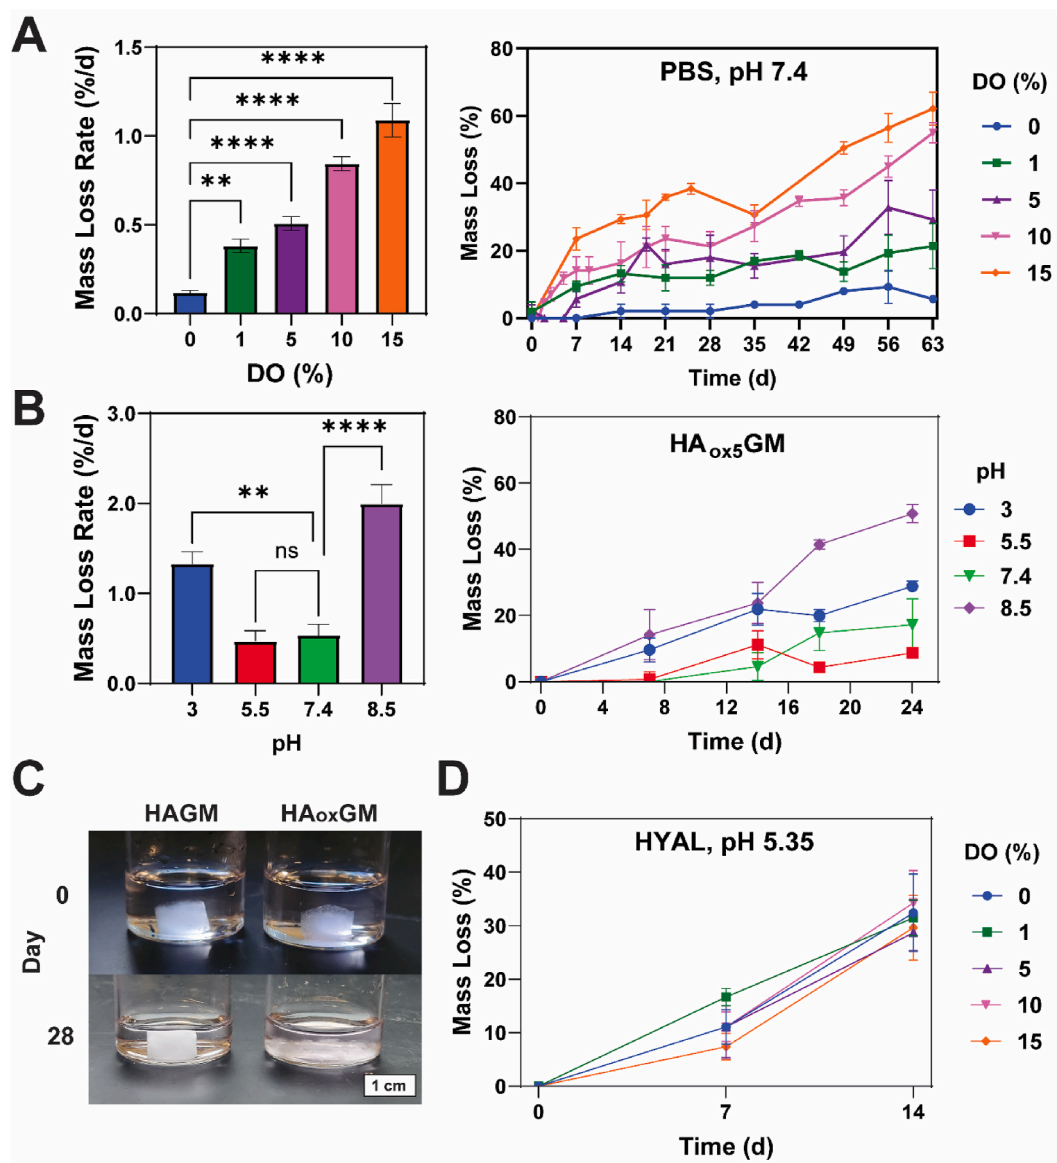 A
Mass Loss Rate (%/d)
1.5
1.0
0.5
0.0
****
****
****
**
0 1 5 10 15
DO (%)
Mass Loss (%)
80
60
40
20
0
PBS, pH 7.4
0 7 14 21 28 35 42 49 56 63
Time (d)
DO (%)
0
1
5
10
15
B
Mass Loss Rate (%/d)
3.0
2.0
1.0
0.0
****
**
ns
3 5.5 7.4 8.5
pH
Mass Loss (%)
80
60
40
20
0
HAox5GM
0 4 8 12 16 20 24
Time (d)
pH
3
5.5
7.4
8.5
C
HAGM HAoxGM
Day
0
28
1 cm
D
Mass Loss (%)
50
40
30
20
10
0
HYAL, pH 5.35
0 7 14
Time (d)
DO (%)
0
1
5
10
15